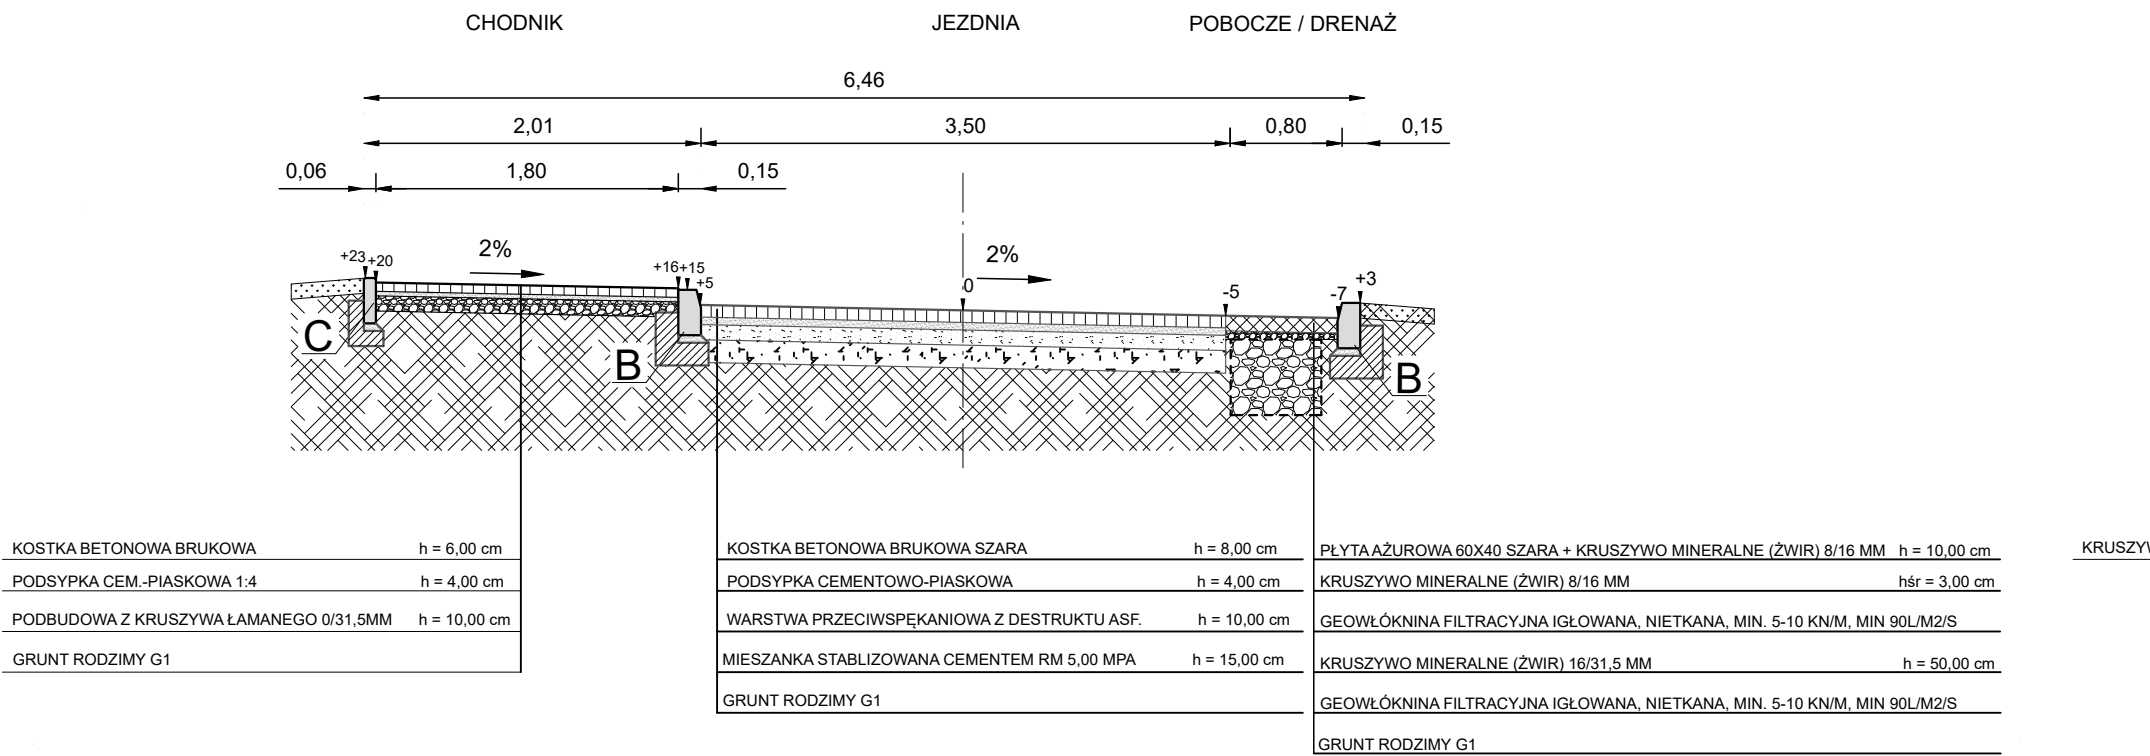 CHODNIK JEZDNIA POBOCZE / DRENAŻ
6,46
2,01 3,50 0,80 0,15
0,06 1,80 0,15
2% 2%
+23 +20 +16 +15 +5 0 -5 -7 +3
C B B
KOSTKA BETONOWA BRUKOWA h = 6,00 cm
PODSYPKA CEM.-PIASKOWA 1:4 h = 4,00 cm
PODBUDOWA Z KRUSZYWA ŁAMANEGO 0/31,5MM h = 10,00 cm
GRUNT RODZIMY G1
KOSTKA BETONOWA BRUKOWA SZARA h = 8,00 cm
PODSYPKA CEMENTOWO-PIASKOWA h = 4,00 cm
WARSTWA PRZECIWSPĘKANIOWA Z DESTRUKTU ASF. h = 10,00 cm
MIESZANKA STABLIZOWANA CEMENTEM RM 5,00 MPA h = 15,00 cm
GRUNT RODZIMY G1
PŁYTA AŻUROWA 60X40 SZARA + KRUSZYWO MINERALNE (ŻWIR) 8/16 MM h = 10,00 cm
KRUSZYWO MINERALNE (ŻWIR) 8/16 MM hśr = 3,00 cm
GEOWŁÓKNINA FILTRACYJNA IGŁOWANA, NIETKANA, MIN. 5-10 KN/M, MIN 90L/M2/S
KRUSZYWO MINERALNE (ŻWIR) 16/31,5 MM h = 50,00 cm
GEOWŁÓKNINA FILTRACYJNA IGŁOWANA, NIETKANA, MIN. 5-10 KN/M, MIN 90L/M2/S
GRUNT RODZIMY G1